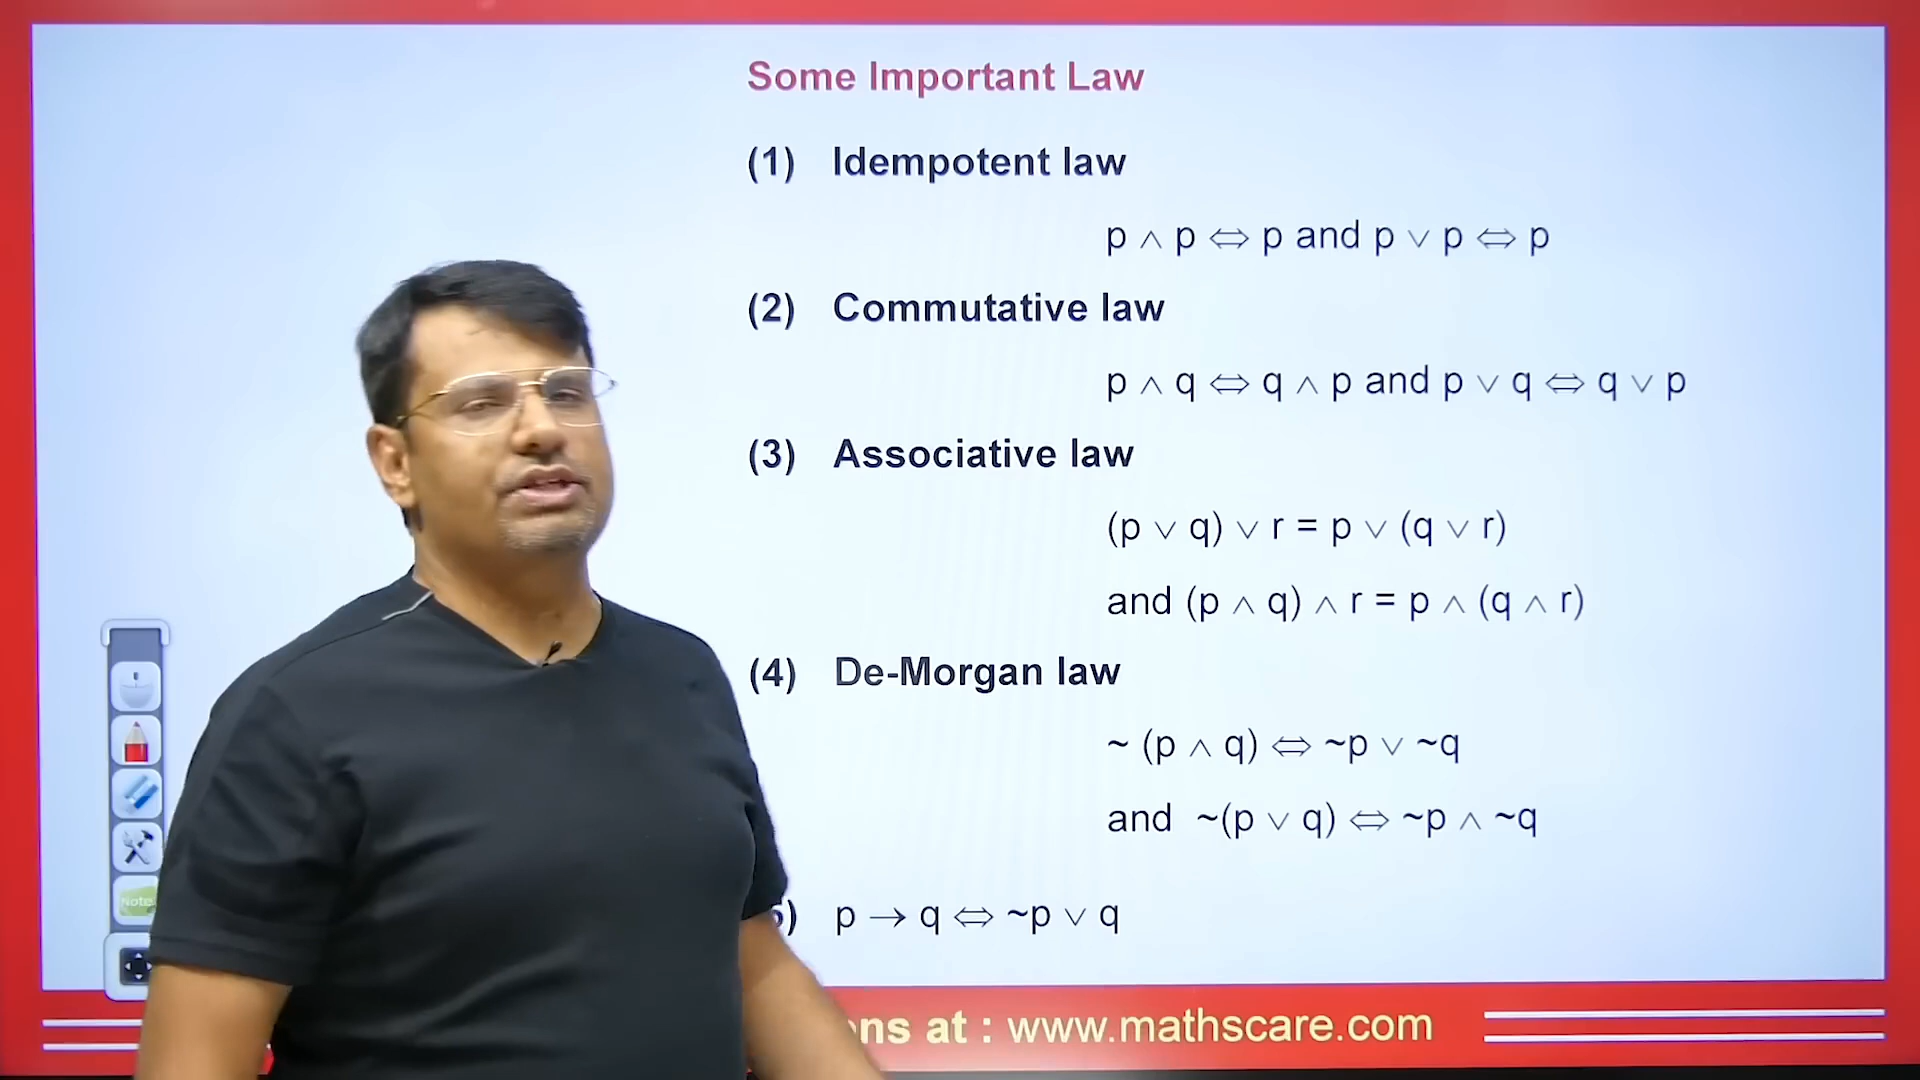 Some Important Law
(1) Idempotent law
p ∧ p ⇔ p and p ∨ p ⇔ p
(2) Commutative law
p ∧ q ⇔ q ∧ p and p ∨ q ⇔ q ∨ p
(3) Associative law
(p ∨ q) ∨ r = p ∨ (q ∨ r)
and (p ∧ q) ∧ r = p ∧ (q ∧ r)
(4) De-Morgan law
~ (p ∧ q) ⇔ ~p ∨ ~q
and ~(p ∨ q) ⇔ ~p ∧ ~q
p → q ⇔ ~p ∨ q
Note
at : www.mathscare.com